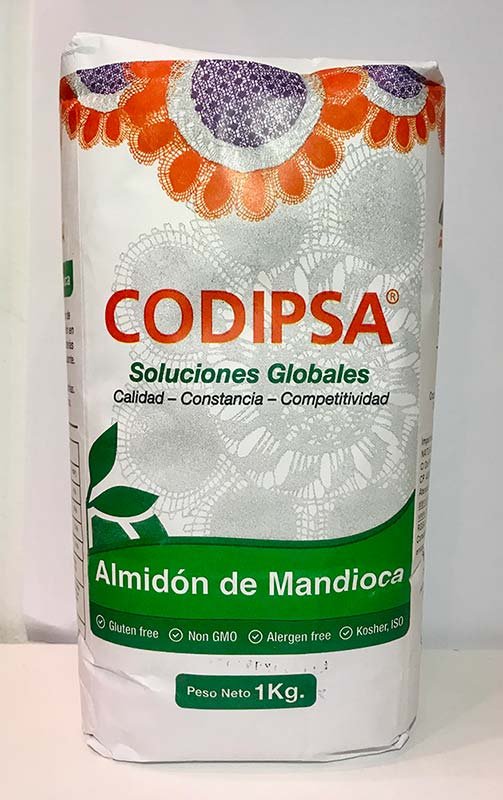 CODIPSA®
Soluciones Globales
Calidad – Constancia – Competitividad
Almidón de Mandioca
Gluten free Non GMO Alergen free Kosher, ISO
Peso Neto 1Kg.